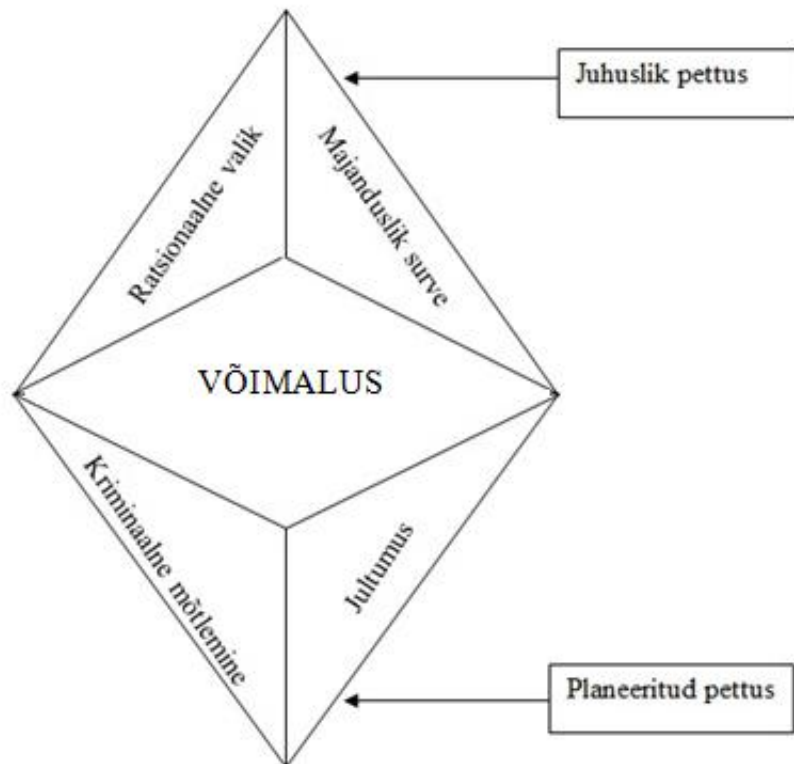 Juhuslik pettus
Ratsionaalne valik
Majanduslik surve
VÕIMALUS
Kriminaalne mõtlemine
Jultumus
Planeeritud pettus